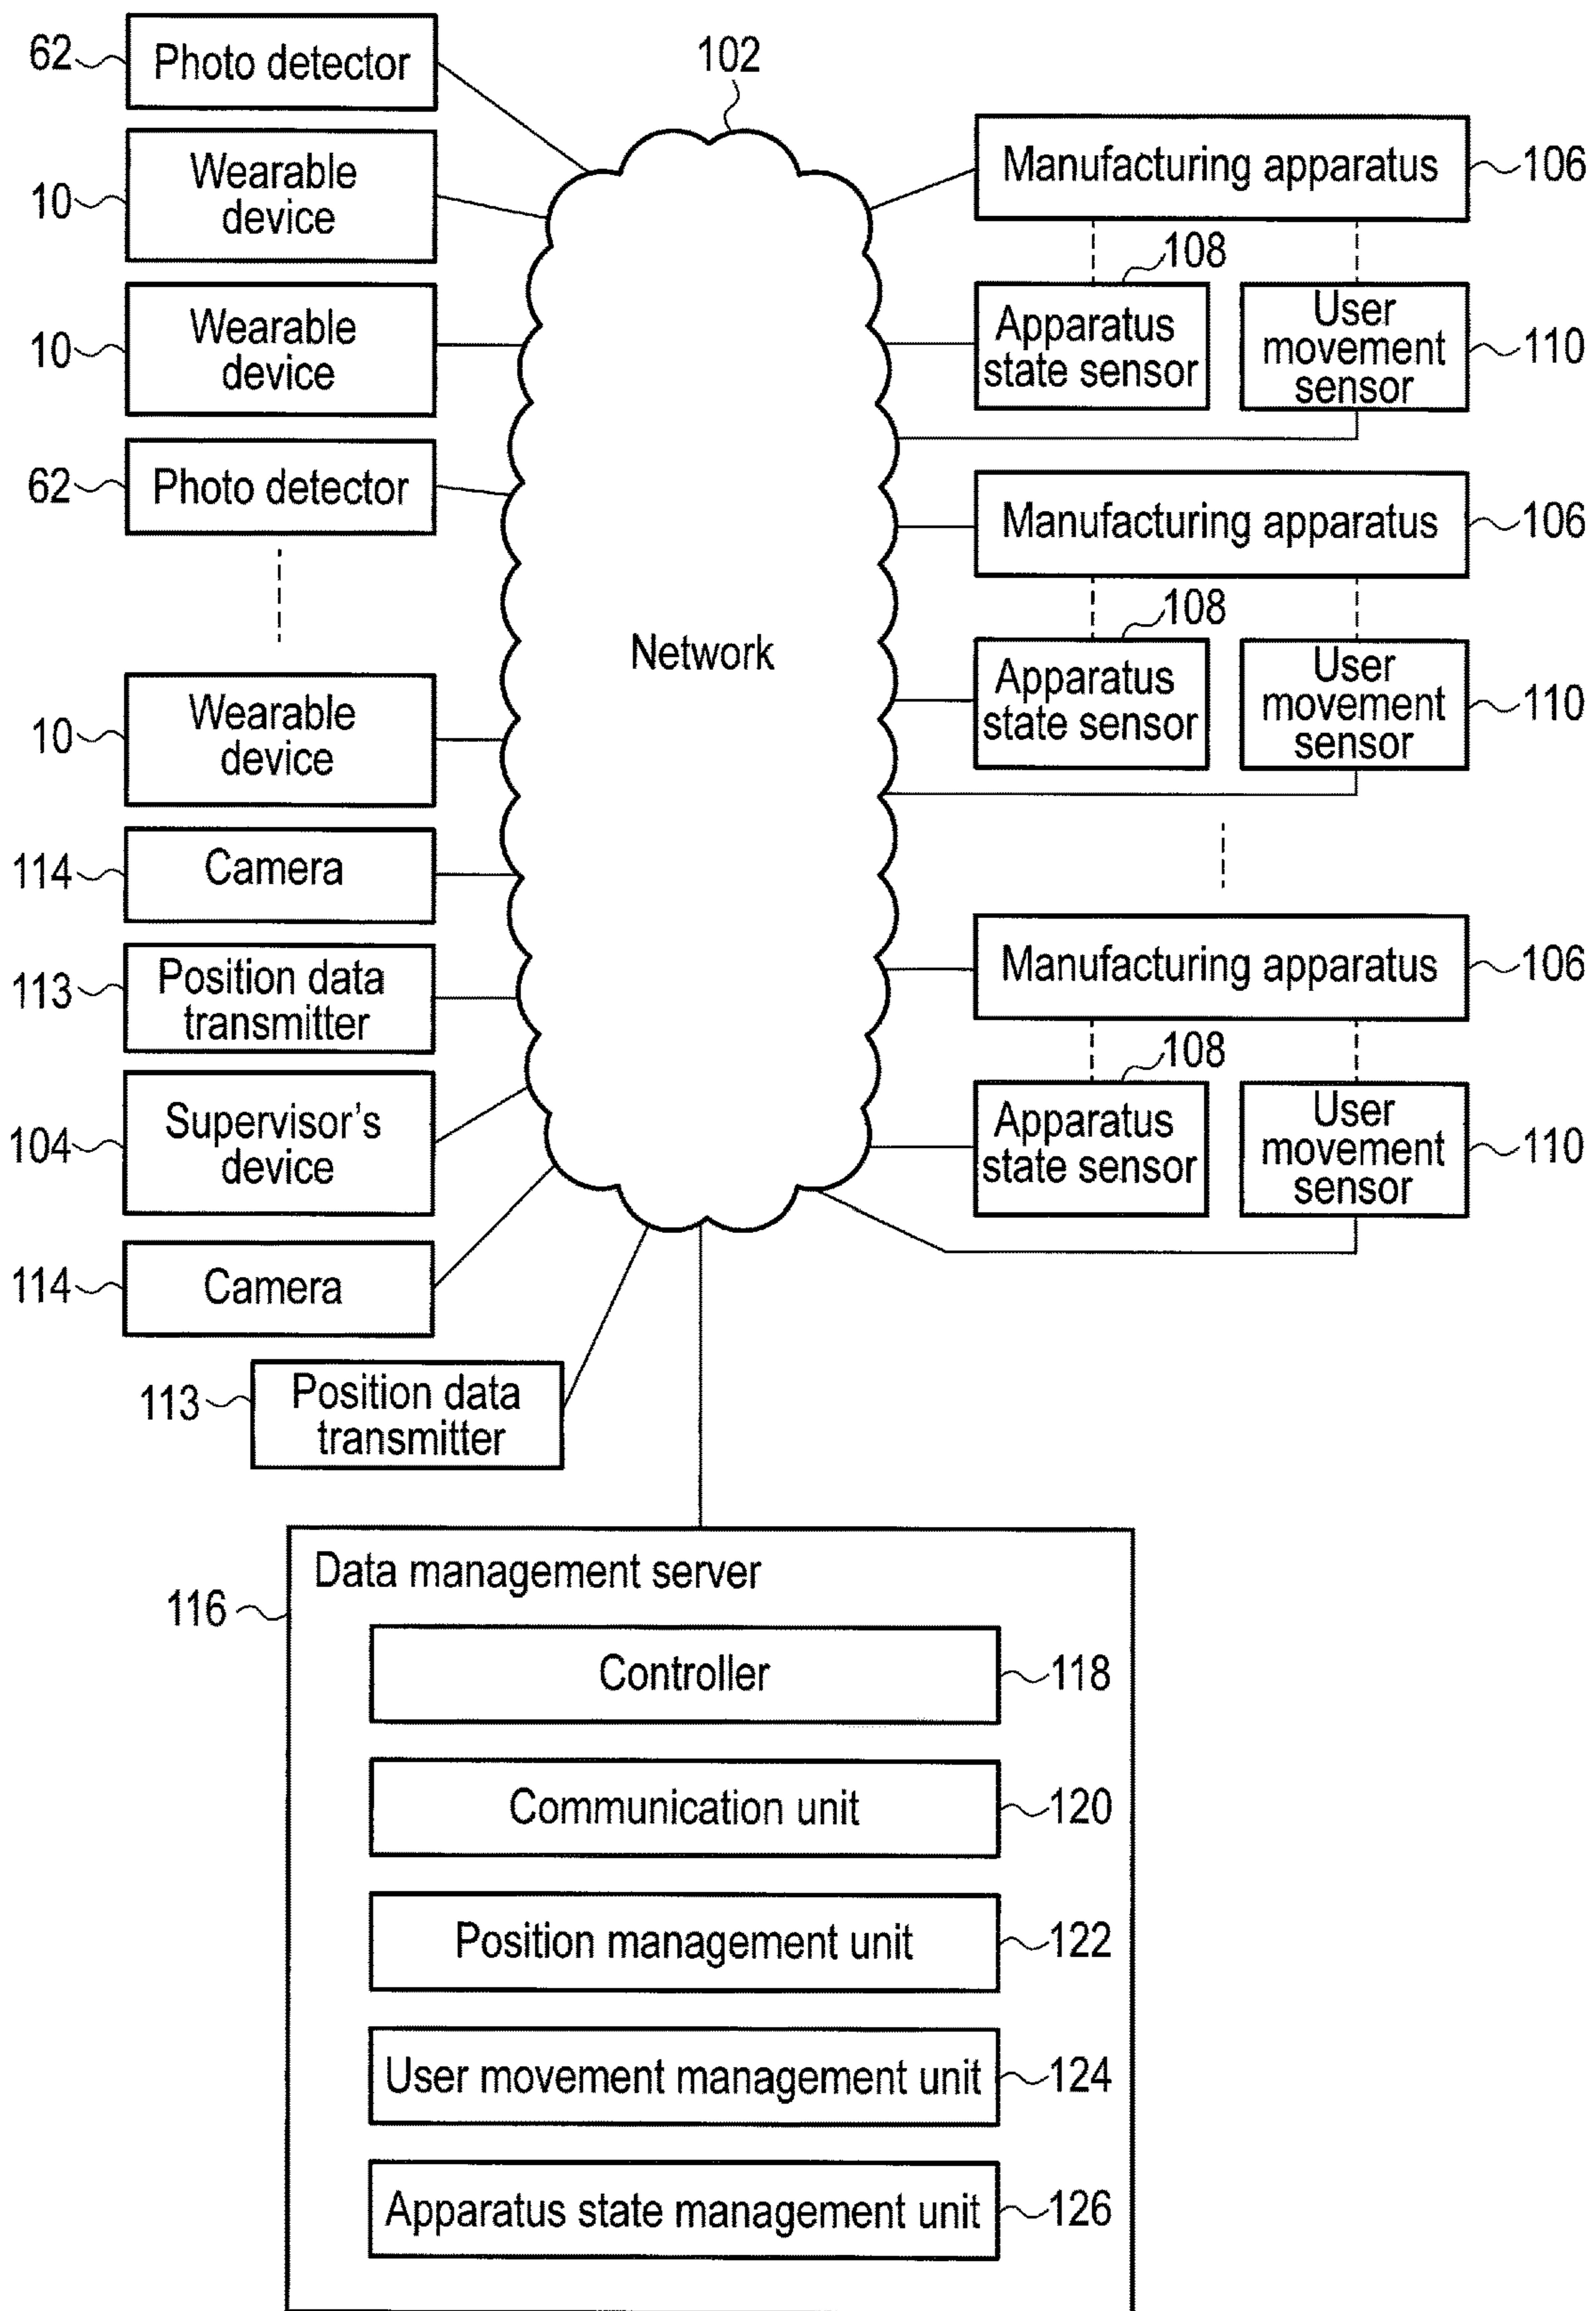 62
Photo detector
10
Wearable
device
10
Wearable
device
62
Photo detector
10
Wearable
device
114
Camera
113
Position data
transmitter
104
Supervisor's
device
114
Camera
113
Position data
transmitter
102
Network
Manufacturing apparatus
106
108
Apparatus
state sensor
User
movement
sensor
110
Manufacturing apparatus
106
108
Apparatus
state sensor
User
movement
sensor
110
Manufacturing apparatus
106
108
Apparatus
state sensor
User
movement
sensor
110
Data management server
116
Controller
118
Communication unit
120
Position management unit
122
User movement management unit
124
Apparatus state management unit
126